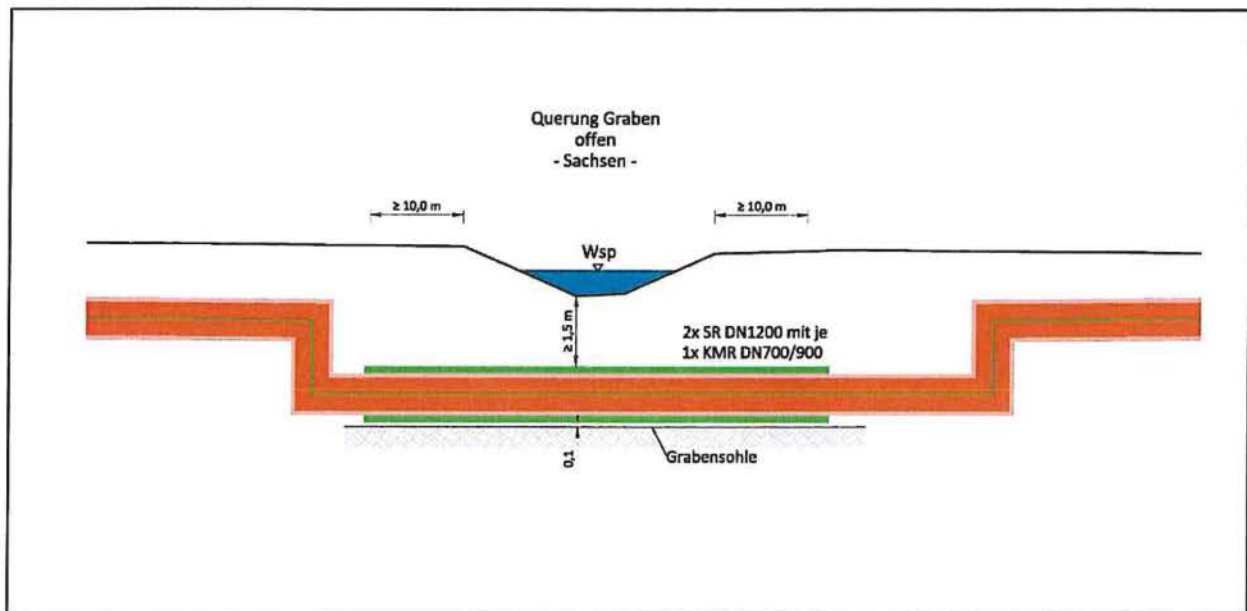 Querung Graben
offen
- Sachsen -
≥ 10,0 m
≥ 10,0 m
Wsp
≥ 1,5 m
2x SR DN1200 mit je
1x KMR DN700/900
0,1
Grabensohle